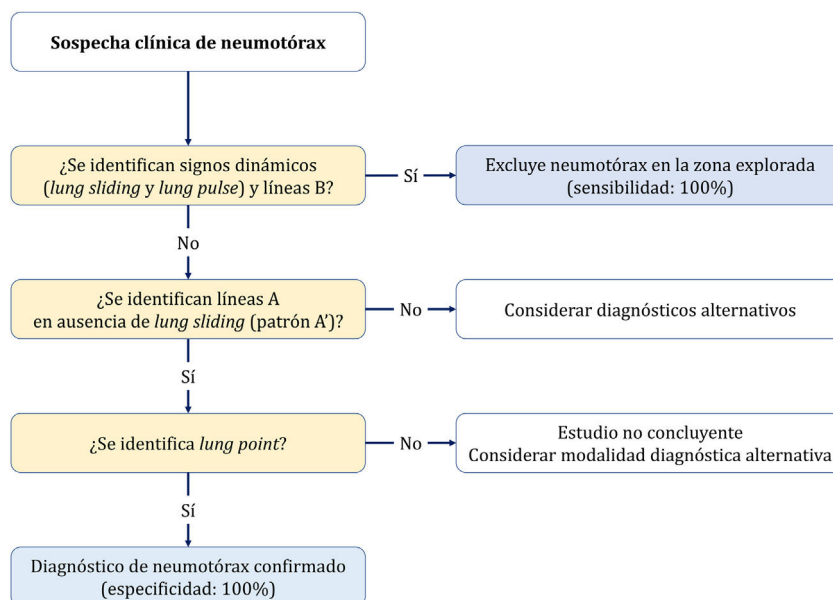 Sospecha clínica de neumotórax
¿Se identifican signos dinámicos
(lung sliding y lung pulse) y líneas B?
Sí
Excluye neumotórax en la zona explorada
(sensibilidad: 100%)
No
¿Se identifican líneas A
en ausencia de lung sliding (patrón A’)?
No
Considerar diagnósticos alternativos
Sí
¿Se identifica lung point?
No
Estudio no concluyente
Considerar modalidad diagnóstica alternativa
Sí
Diagnóstico de neumotórax confirmado
(especificidad: 100%)